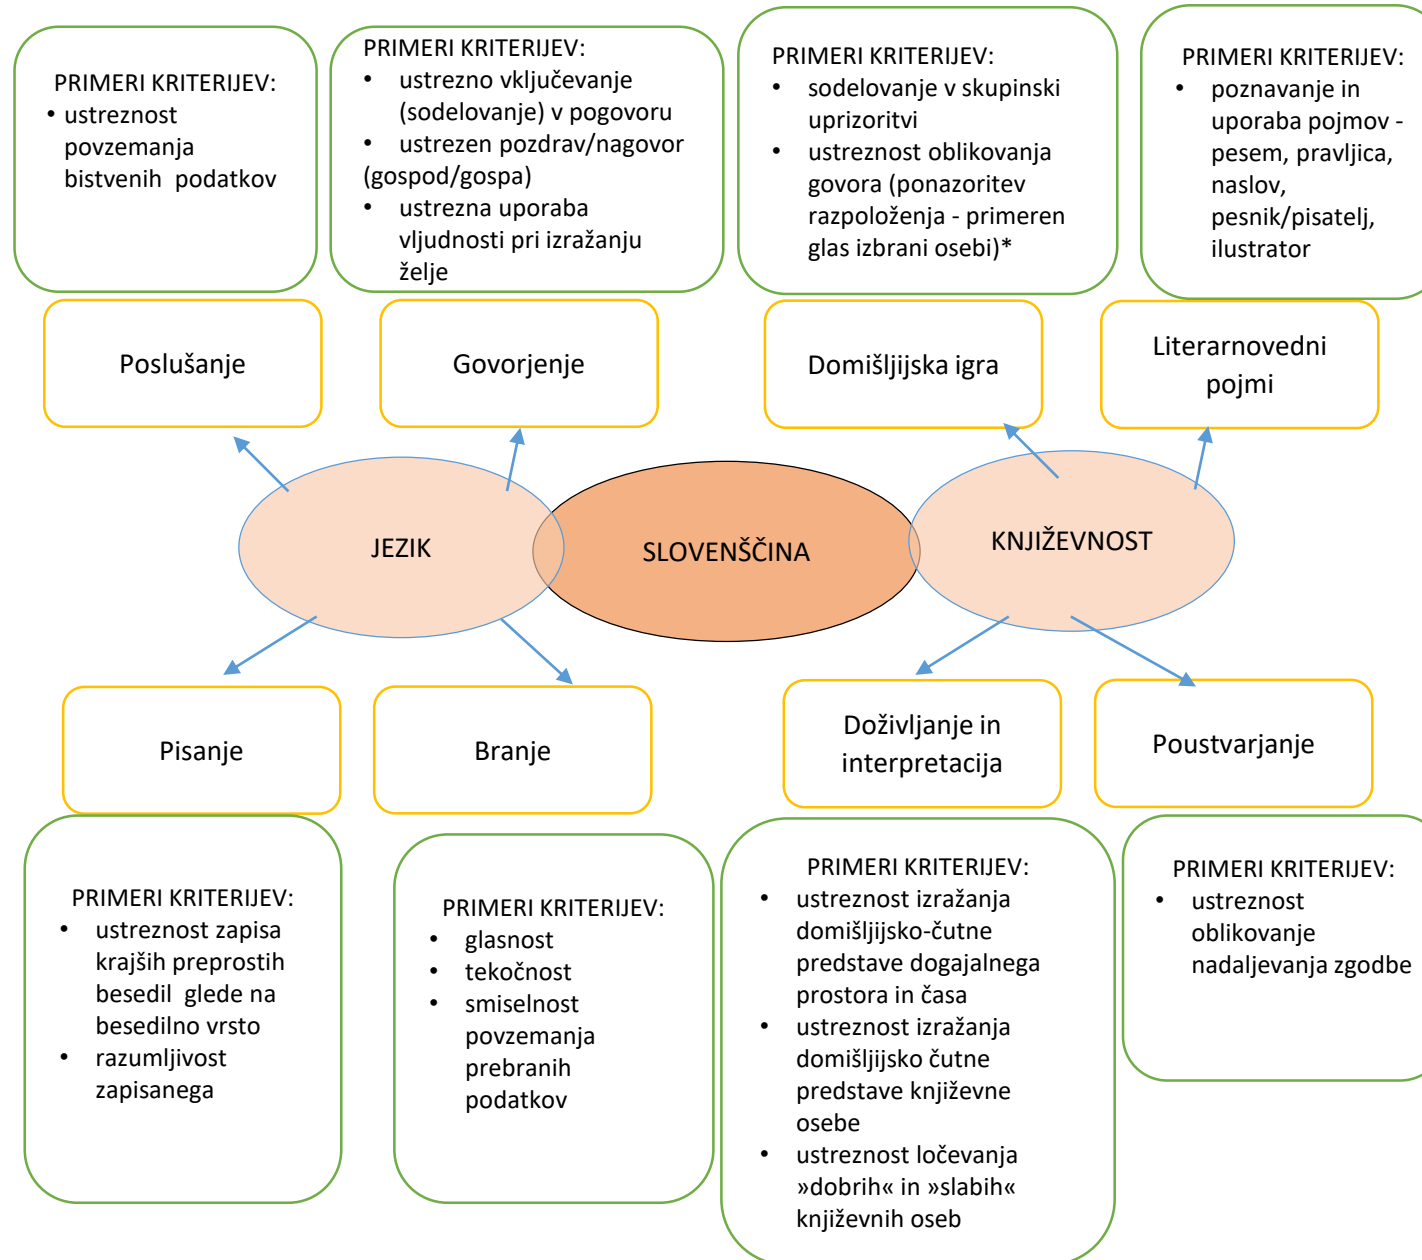 PRIMERI KRITERIJEV:
• ustreznost
povzemanja
bistvenih podatkov
PRIMERI KRITERIJEV:
• ustrezno vključevanje
(sodelovanje) v pogovoru
• ustrezen pozdrav/nagovor
(gospod/gospa)
• ustrezna uporaba
vljudnosti pri izražanju
želje
PRIMERI KRITERIJEV:
• sodelovanje v skupinski
uprizoritvi
• ustreznost oblikovanja
govora (ponazoritev
razpoloženja - primeren
glas izbrani osebi)*
PRIMERI KRITERIJEV:
• poznavanje in
uporaba pojmov -
pesem, pravljica,
naslov,
pesnik/pisatelj,
ilustrator
Poslušanje
Govorjenje
Domišljijska igra
Literarnovedni
pojmi
JEZIK
SLOVENŠČINA
KNJIŽEVNOST
Pisanje
Branje
Doživljanje in
interpretacija
Poustvarjanje
PRIMERI KRITERIJEV:
• ustreznost zapisa
krajših preprostih
besedil glede na
besedilno vrsto
• razumljivost
zapisanega
PRIMERI KRITERIJEV:
• glasnost
• tekočnost
• smiselnost
povzemanja
prebranih
podatkov
PRIMERI KRITERIJEV:
• ustreznost izražanja
domišljijsko-čutne
predstave dogajalnega
prostora in časa
• ustreznost izražanja
domišljijsko čutne
predstave književne
osebe
• ustreznost ločevanja
»dobrih« in »slabih«
književnih oseb
PRIMERI KRITERIJEV:
• ustreznost
oblikovanje
nadaljevanja zgodbe